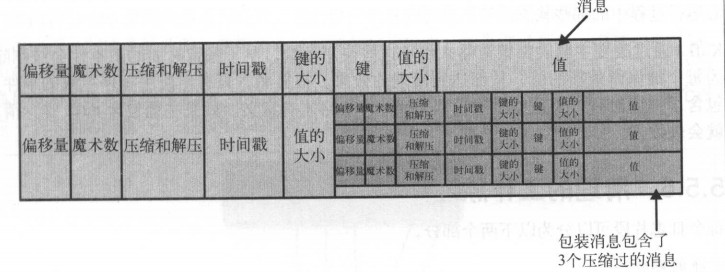 消息
偏移量 魔术数 压缩和解压 时间戳 键的大小 键 值的大小 值
偏移量 魔术数 压缩和解压 时间戳 值的大小
偏移量 魔术数 压缩和解压 时间戳 键的大小 键 值的大小 值
偏移量 魔术数 压缩和解压 时间戳 键的大小 键 值的大小 值
偏移量 魔术数 压缩和解压 时间戳 键的大小 键 值的大小 值
包装消息包含了
3个压缩过的消息